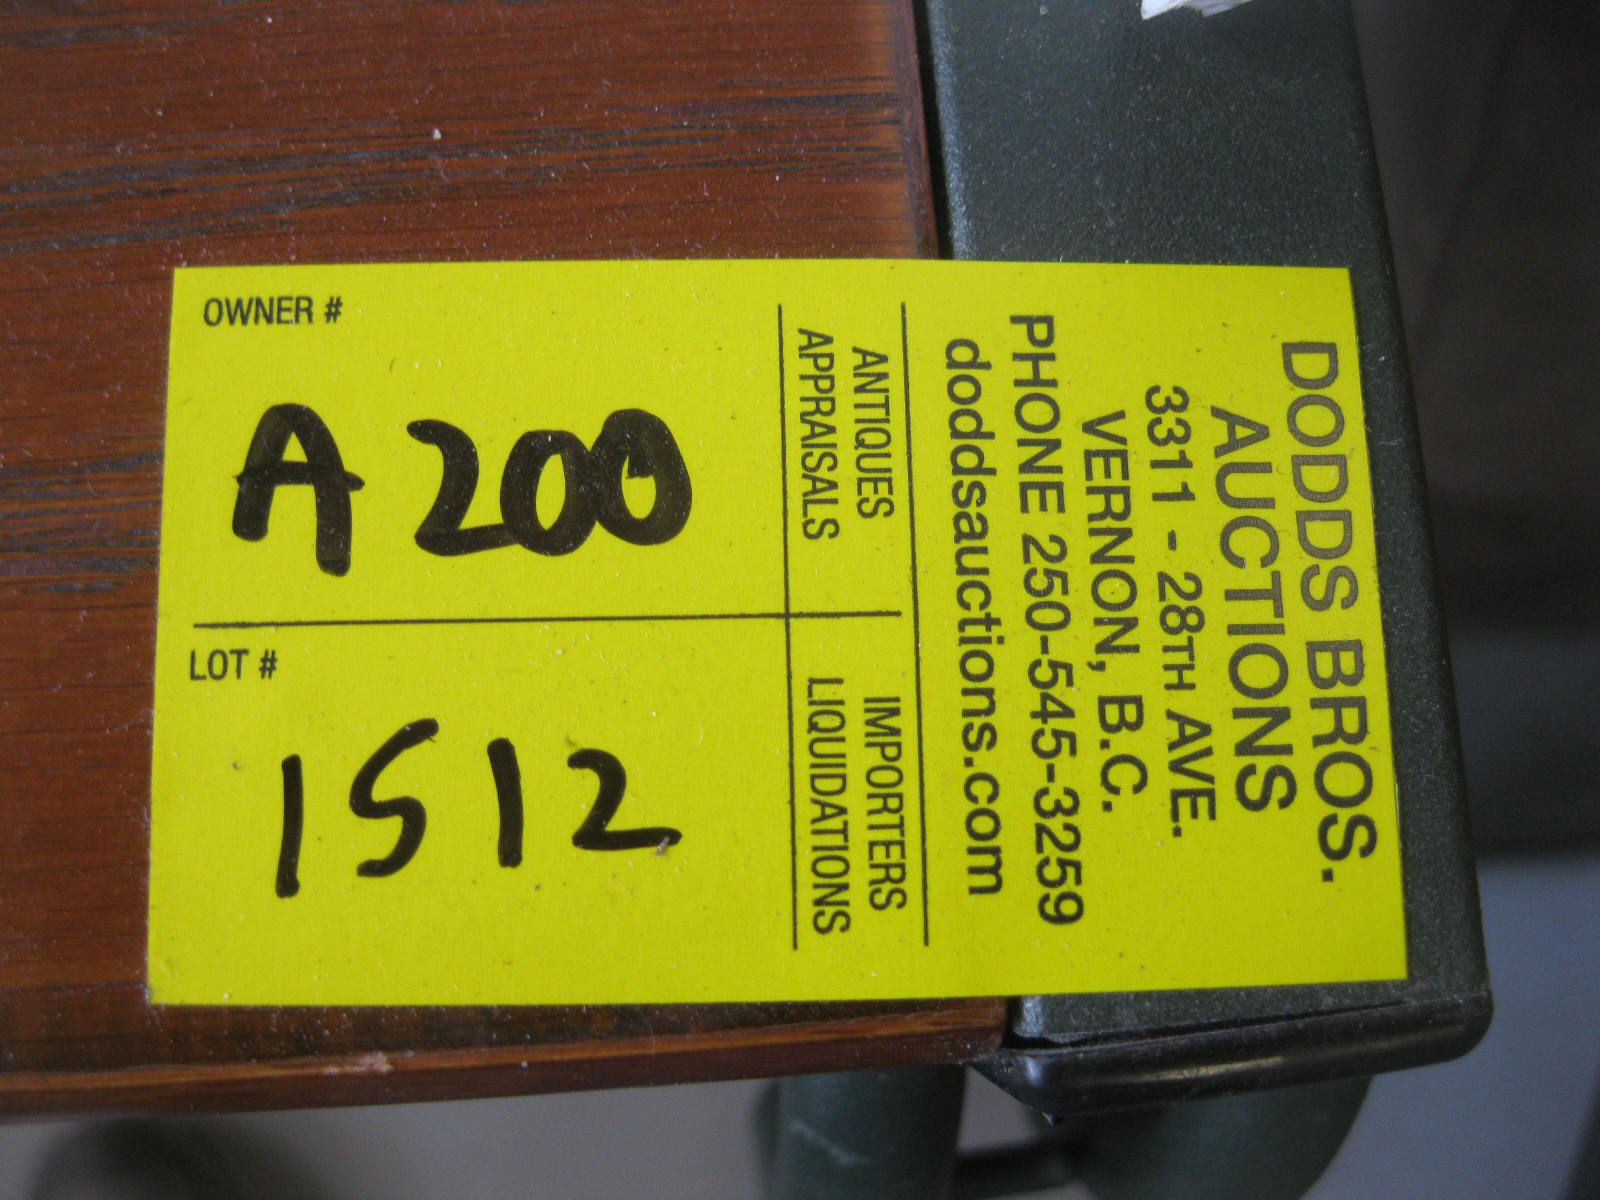 DODDS BROS.
AUCTIONS
3311 - 28TH AVE.
VERNON, B.C.
PHONE 250-545-3259
doddsauctions.com
ANTIQUES
APPRAISALS
IMPORTERS
LIQUIDATIONS
OWNER #
A200
LOT #
1512